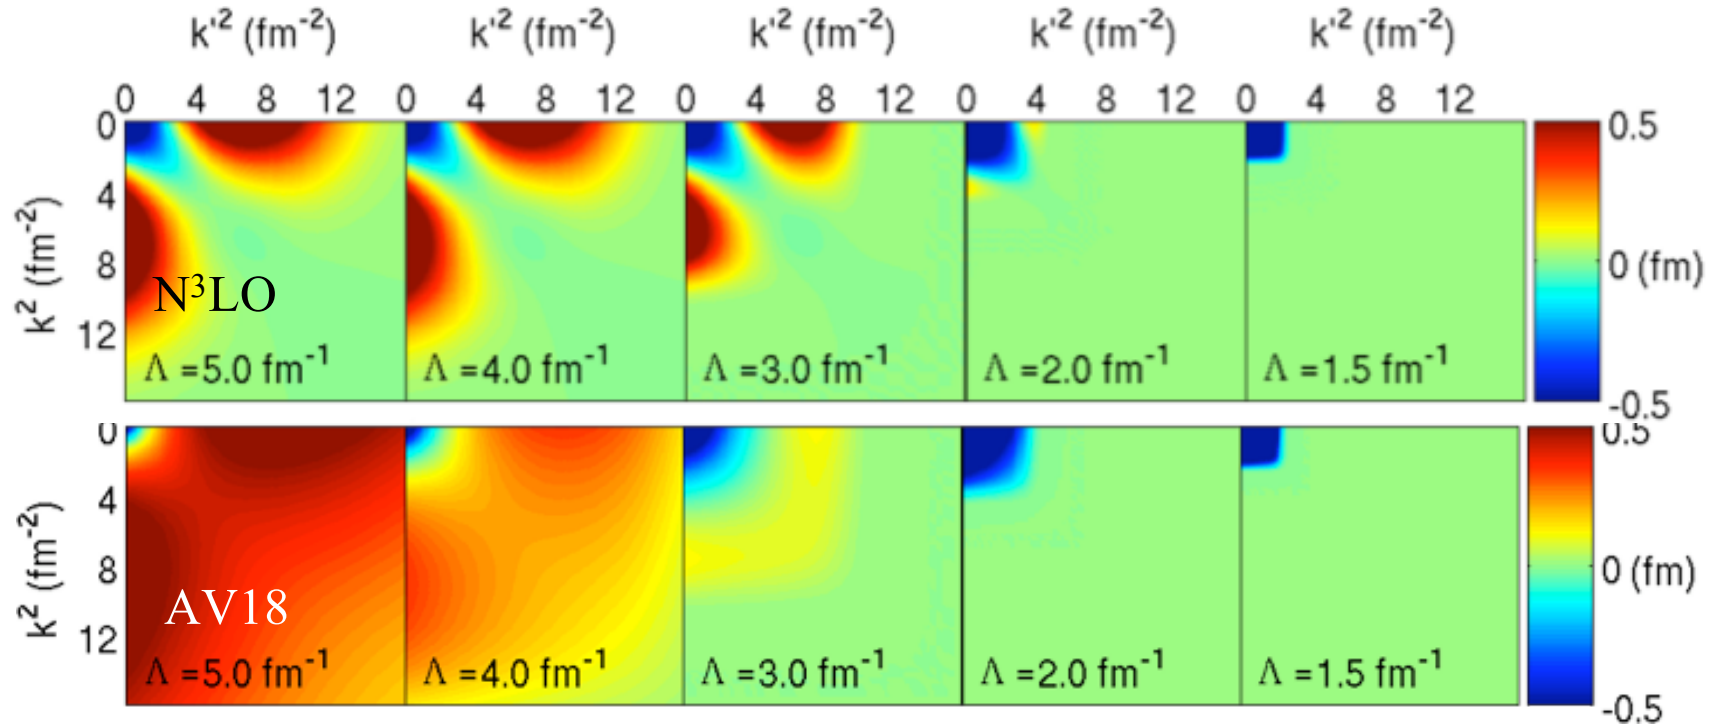 k'² (fm⁻²) k'² (fm⁻²) k'² (fm⁻²) k'² (fm⁻²) k'² (fm⁻²)
0 4 8 12 0 4 8 12 0 4 8 12 0 4 8 12 0 4 8 12
k² (fm⁻²)
0
4
8
12
N³LO
Λ =5.0 fm⁻¹ Λ =4.0 fm⁻¹ Λ =3.0 fm⁻¹ Λ =2.0 fm⁻¹ Λ =1.5 fm⁻¹
0.5
0 (fm)
-0.5
k² (fm⁻²)
0
4
8
12
AV18
Λ =5.0 fm⁻¹ Λ =4.0 fm⁻¹ Λ =3.0 fm⁻¹ Λ =2.0 fm⁻¹ Λ =1.5 fm⁻¹
0.5
0 (fm)
-0.5